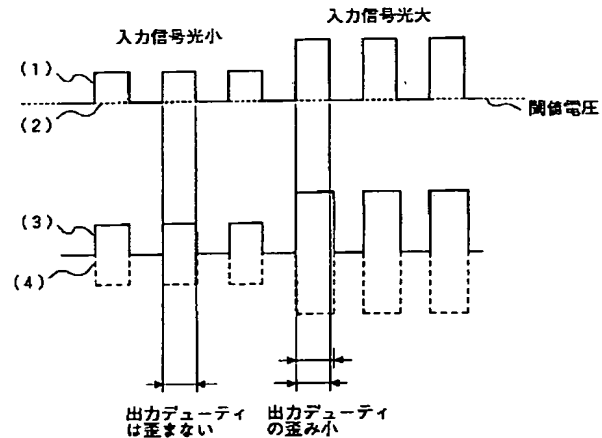 入力信号光小
入力信号光大
(1)
(2)
閾値電圧
(3)
(4)
出力デューティ
は歪まない
出力デューティ
の歪み小